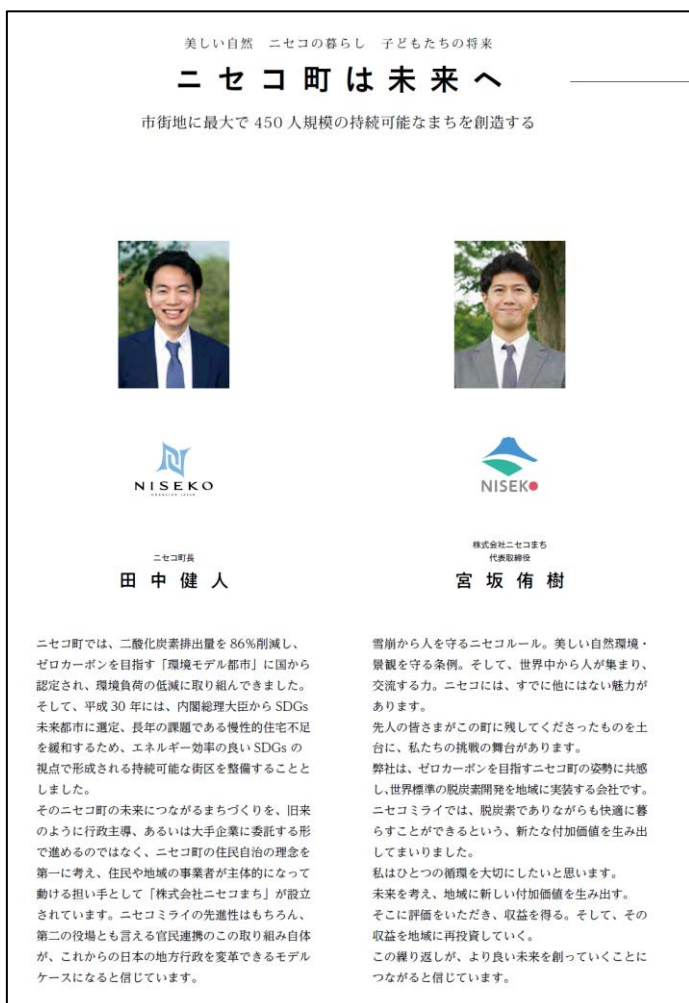 美しい自然　ニセコの暮らし　子どもたちの将来
ニセコ町は未来へ
市街地に最大で 450 人規模の持続可能なまちを創造する
NISEKO
HOKKAIDO JAPAN
ニセコ町長
田中健人
ニセコ町では、二酸化炭素排出量を 86%削減し、
ゼロカーボンを目指す「環境モデル都市」に国から
認定され、環境負荷の低減に取り組んできました。
そして、平成 30 年には、内閣総理大臣から SDGs
未来都市に選定、長年の課題である慢性的住宅不足
を緩和するため、エネルギー効率の良い SDGs の
視点で形成される持続可能な街区を整備することと
しました。
そのニセコ町の未来につながるまちづくりを、旧来
のように行政主導、あるいは大手企業に委託する形
で進めるのではなく、ニセコ町の住民自治の理念を
第一に考え、住民や地域の事業者が主体的になって
動ける担い手として「株式会社ニセコまち」が設立
されています。ニセコミライの先進性はもちろん、
第二の役場とも言える官民連携のこの取り組み自体
が、これからの日本の地方行政を変革できるモデル
ケースになると信じています。
NISEKO
株式会社ニセコまち
代表取締役
宮坂侑樹
雪崩から人を守るニセコルール。美しい自然環境・
景観を守る条例。そして、世界中から人が集まり、
交流する力。ニセコには、すでに他にはない魅力が
あります。
先人の皆さまがこの町に残してくださったものを土
台に、私たちの挑戦の舞台があります。
弊社は、ゼロカーボンを目指すニセコ町の姿勢に共感
し、世界標準の脱炭素開発を地域に実装する会社です。
ニセコミライでは、脱炭素でありながらも快適に暮
らすことができるという、新たな付加価値を生み出
してまいりました。
私はひとつの循環を大切にしたいと思います。
未来を考え、地域に新しい付加価値を生み出す。
そこに評価をいただき、収益を得る。そして、その
収益を地域に再投資していく。
この繰り返しが、より良い未来を創っていくことに
つながると信じています。